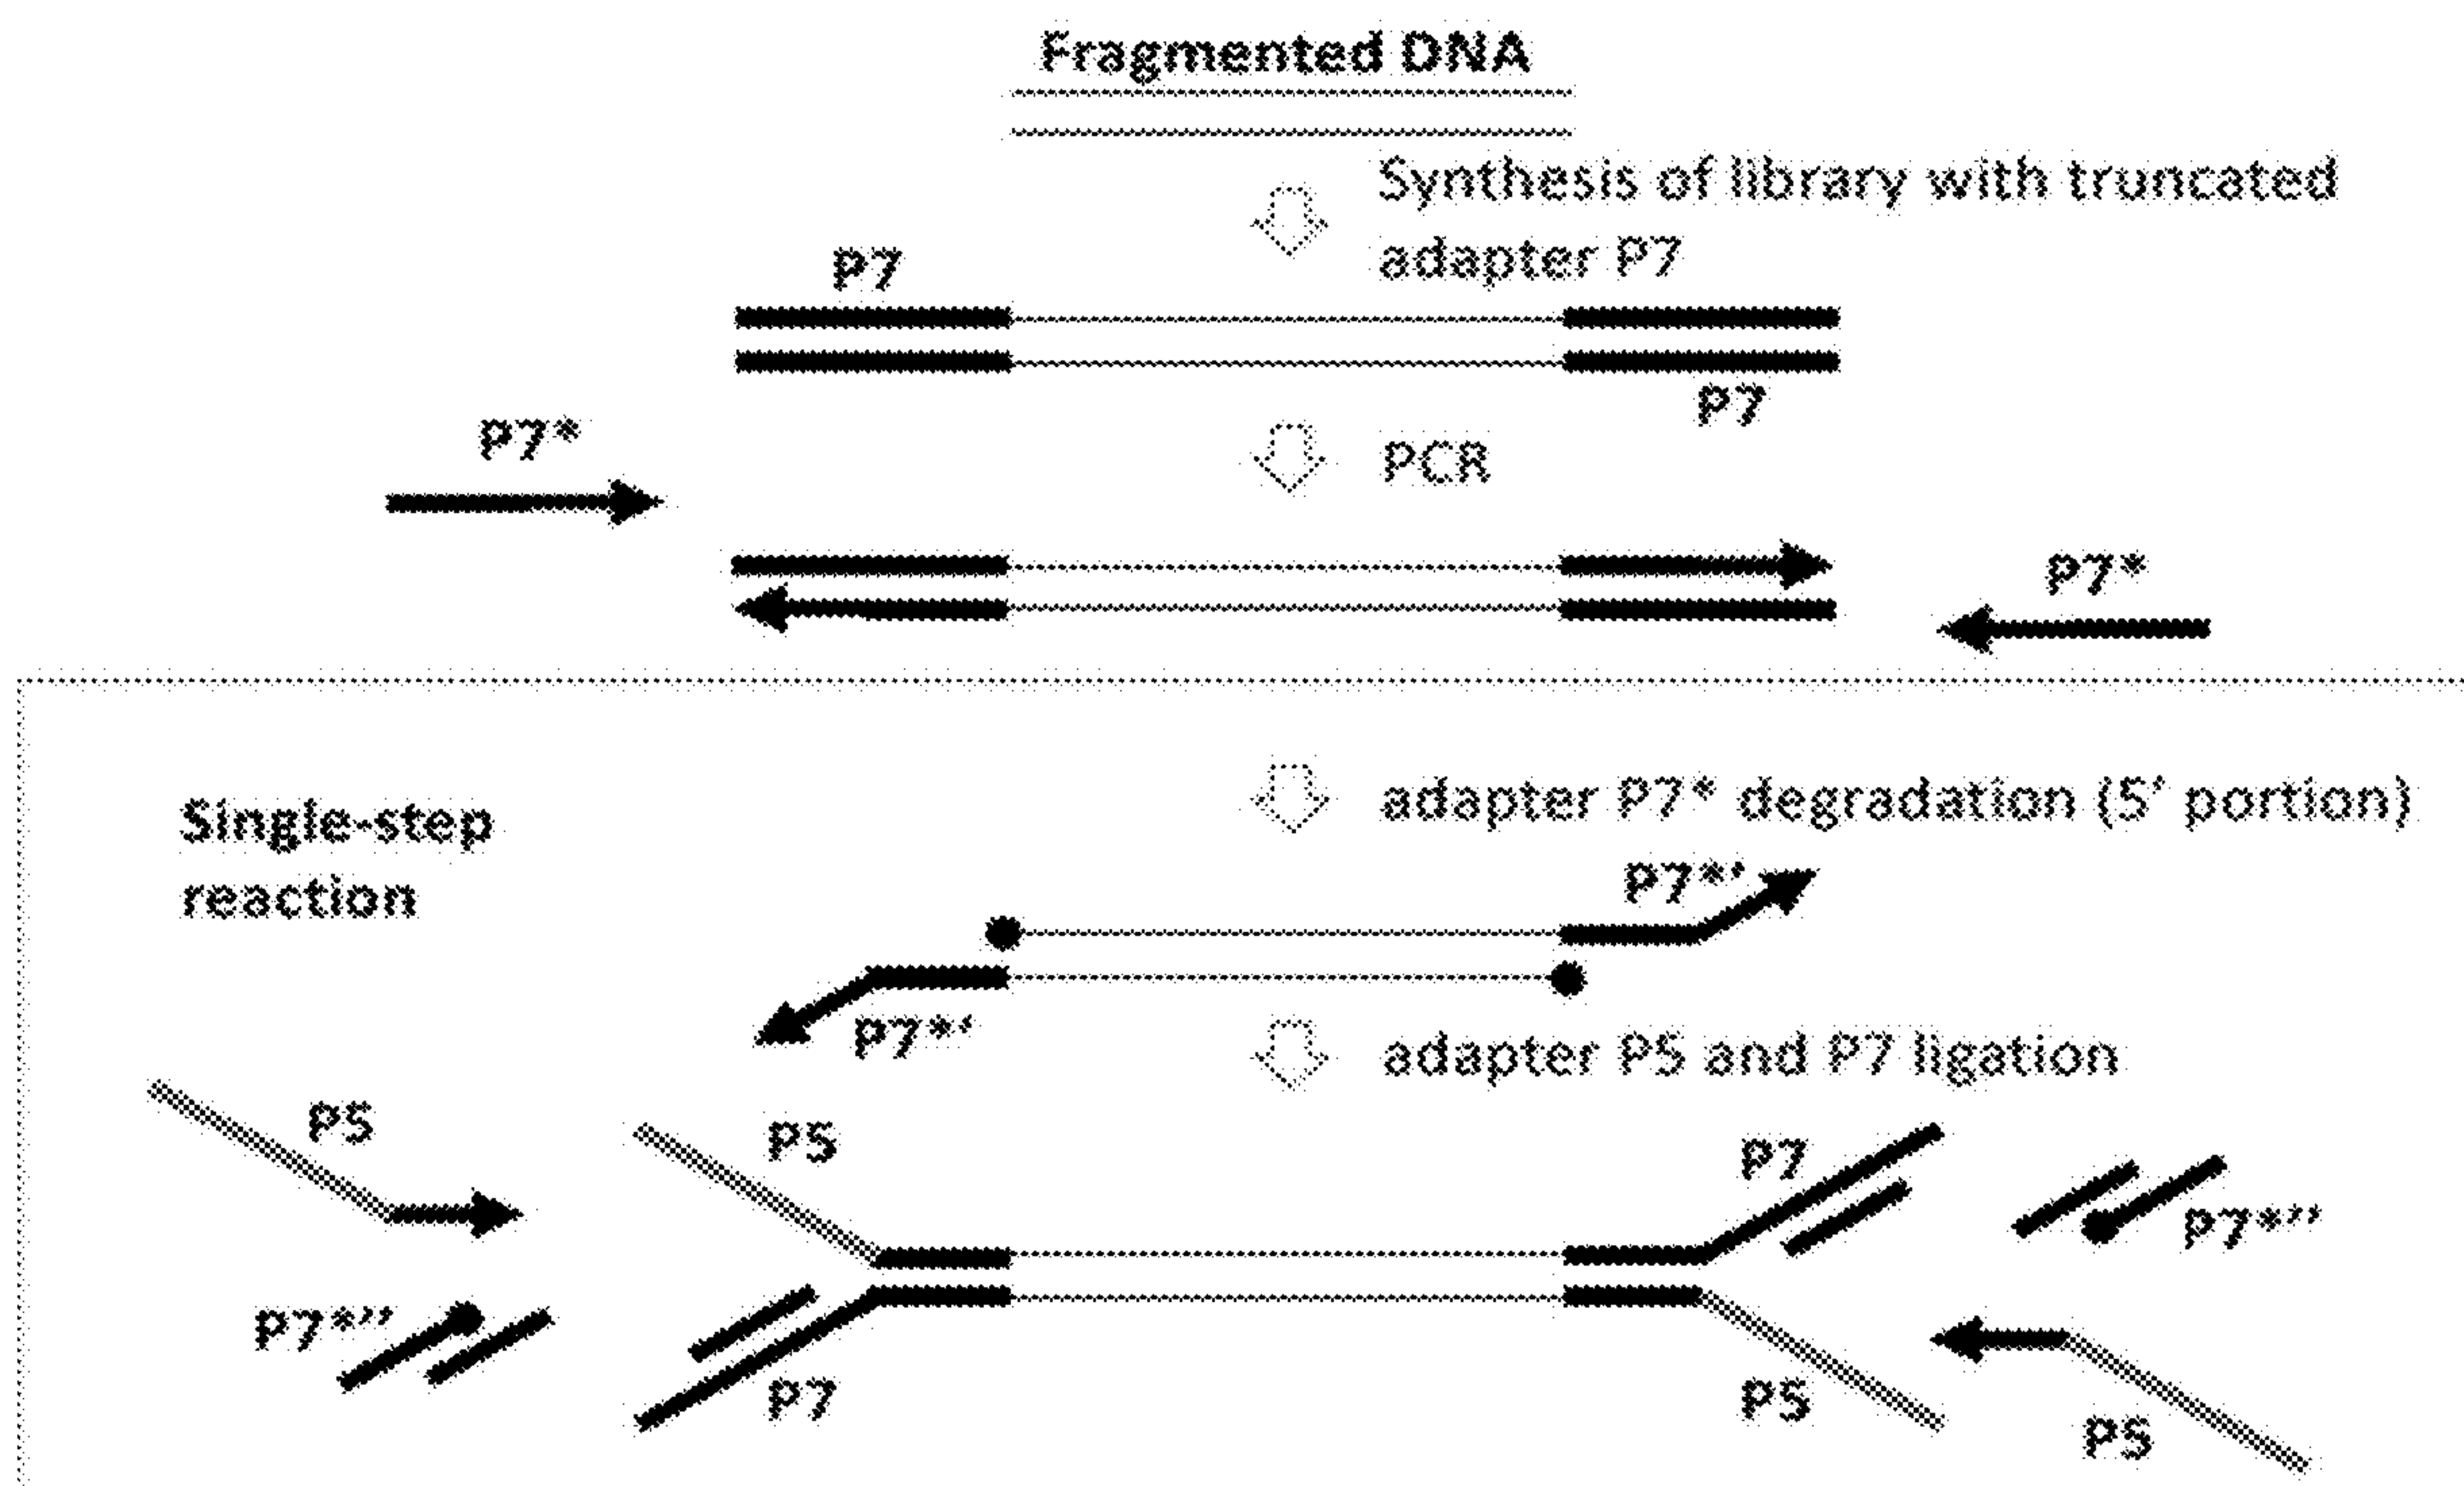 Fragmented DNA
Synthesis of library with truncated
adapter P7
P7
P7
P7*
PCR
P7*
Single-step
reaction
adapter P7* degradation (5' portion)
P7*'
P7*'
adapter P5 and P7 ligation
P5
P5
P7
P7*''
P7*''
P7
P5
P5